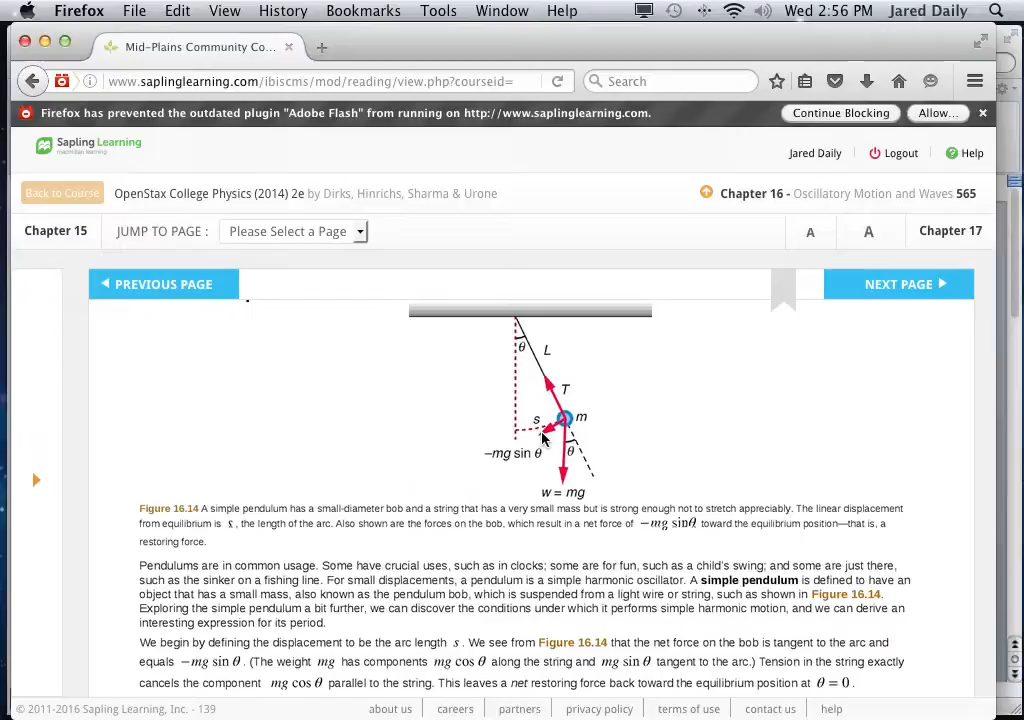 Firefox File Edit View History Bookmarks Tools Window Help Wed 2:56 PM Jared Daily
Mid-Plains Community Co...
www.saplinglearning.com/ibiscms/mod/reading/view.php?courseid= Search
Firefox has prevented the outdated plugin "Adobe Flash" from running on http://www.saplinglearning.com. Continue Blocking Allow...
Sapling Learning
macmillan learning
Jared Daily Logout Help
Back to Course OpenStax College Physics (2014) 2e by Dirks, Hinrichs, Sharma & Urone Chapter 16 - Oscillatory Motion and Waves 565
Chapter 15 JUMP TO PAGE : Please Select a Page A A Chapter 17
PREVIOUS PAGE NEXT PAGE
θ L
T
s m
−mg sin θ θ
w = mg
Figure 16.14 A simple pendulum has a small-diameter bob and a string that has a very small mass but is strong enough not to stretch appreciably. The linear displacement
from equilibrium is s, the length of the arc. Also shown are the forces on the bob, which result in a net force of −mg sinθ toward the equilibrium position—that is, a
restoring force.
Pendulums are in common usage. Some have crucial uses, such as in clocks; some are for fun, such as a child's swing; and some are just there,
such as the sinker on a fishing line. For small displacements, a pendulum is a simple harmonic oscillator. A simple pendulum is defined to have an
object that has a small mass, also known as the pendulum bob, which is suspended from a light wire or string, such as shown in Figure 16.14.
Exploring the simple pendulum a bit further, we can discover the conditions under which it performs simple harmonic motion, and we can derive an
interesting expression for its period.
We begin by defining the displacement to be the arc length s. We see from Figure 16.14 that the net force on the bob is tangent to the arc and
equals −mg sin θ. (The weight mg has components mg cos θ along the string and mg sin θ tangent to the arc.) Tension in the string exactly
cancels the component mg cos θ parallel to the string. This leaves a net restoring force back toward the equilibrium position at θ = 0.
© 2011-2016 Sapling Learning, Inc. - 139 about us careers partners privacy policy terms of use contact us help